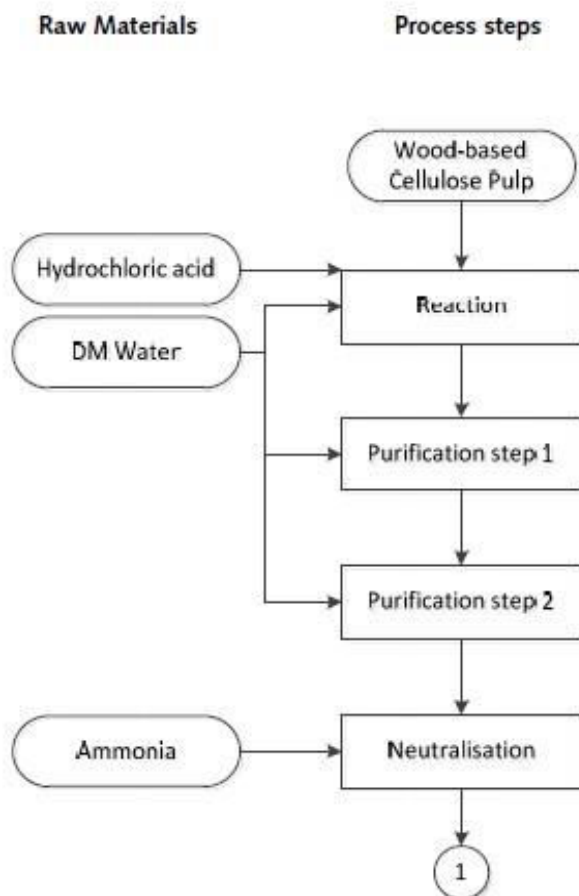 Raw Materials
Process steps
Wood-based
Cellulose Pulp
Hydrochloric acid
Reaction
DM Water
Purification step 1
Purification step 2
Ammonia
Neutralisation
1